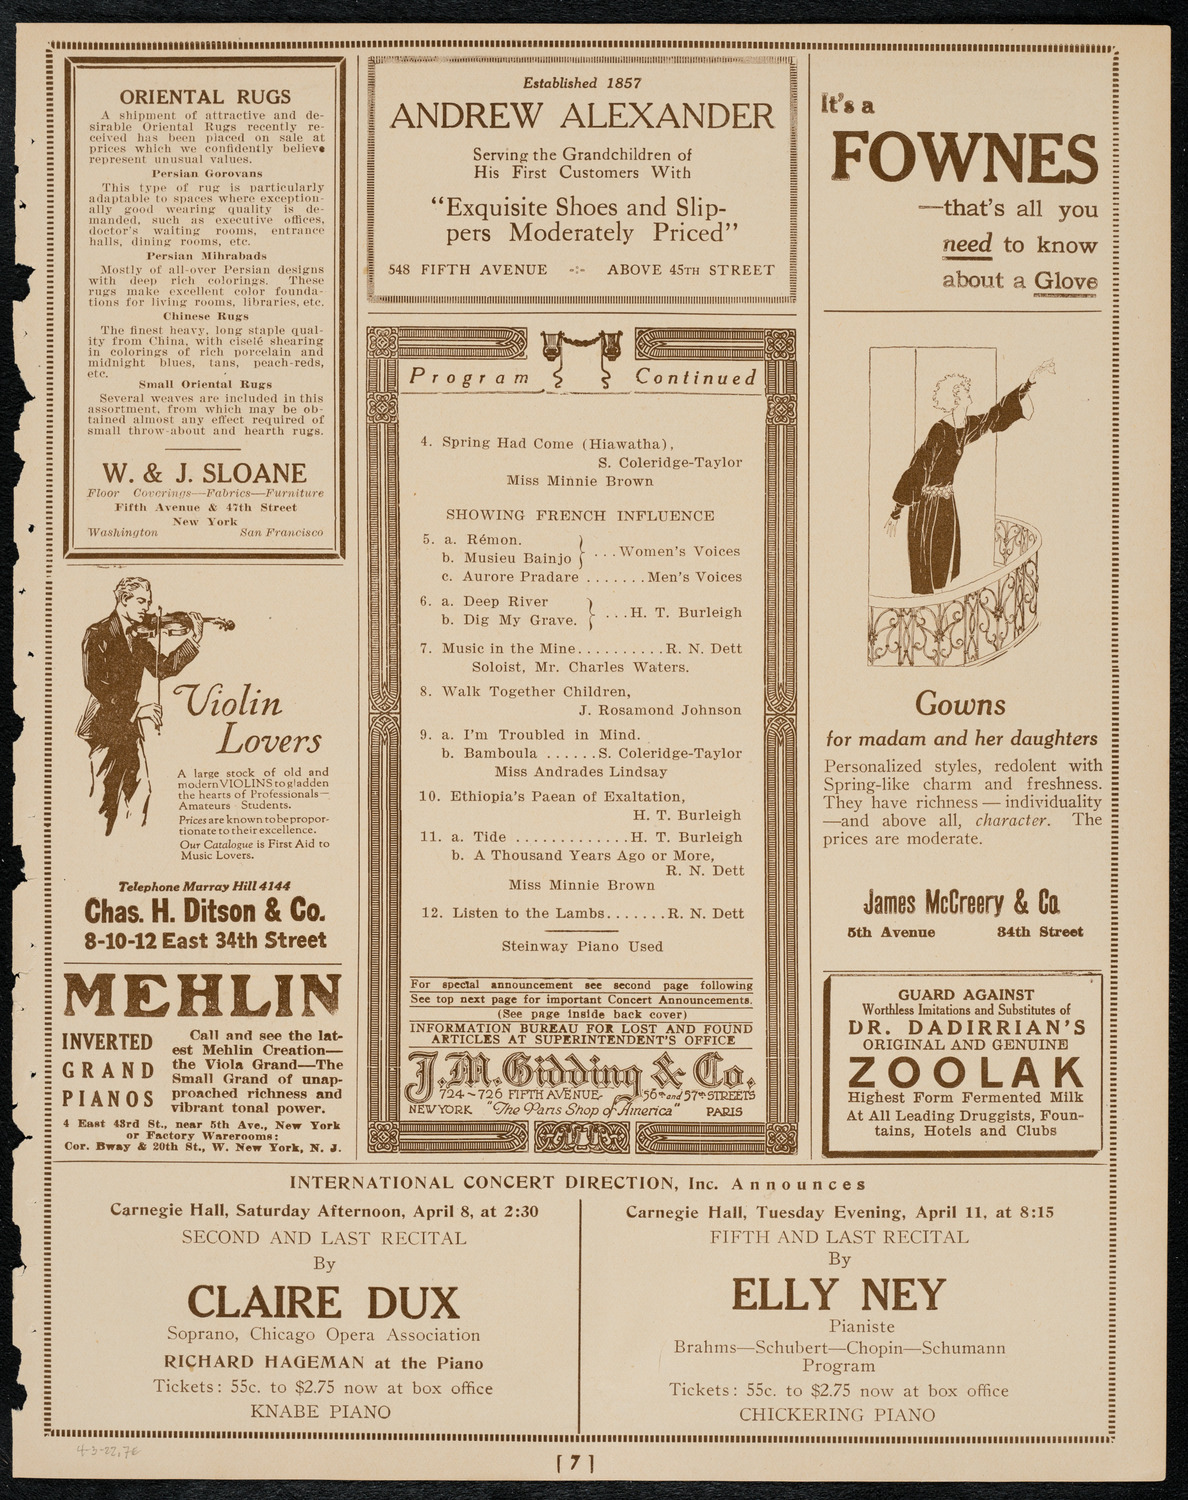 ORIENTAL RUGS
A shipment of attractive and de-
sirable Oriental Rugs recently re-
ceived has been placed on sale at
prices which we confidently believe
represent unusual values.
Persian Gorovans
This type of rug is particularly
adaptable to spaces where exception-
ally good wearing quality is de-
manded, such as executive offices,
doctor's waiting rooms, entrance
halls, dining rooms, etc.
Persian Mihrabads
Mostly of all-over Persian designs
with deep rich colorings. These
rugs make excellent color founda-
tions for living rooms, libraries, etc.
Chinese Rugs
The finest heavy, long staple qual-
ity from China, with ciselé shearing
in colorings of rich porcelain and
midnight blues, tans, peach-reds,
etc.
Small Oriental Rugs
Several weaves are included in this
assortment, from which may be ob-
tained almost any effect required of
small throw-about and hearth rugs.
W. & J. SLOANE
Floor Coverings—Fabrics—Furniture
Fifth Avenue & 47th Street
New York
Washington San Francisco
Violin
Lovers
A large stock of old and
modern VIOLINS to gladden
the hearts of Professionals—
Amateurs Students.
Prices are known to be propor-
tionate to their excellence.
Our Catalogue is First Aid to
Music Lovers.
Telephone Murray Hill 4144
Chas. H. Ditson & Co.
8-10-12 East 34th Street
MEHLIN
INVERTED
GRAND
PIANOS
Call and see the lat-
est Mehlin Creation—
the Viola Grand—The
Small Grand of unap-
proached richness and
vibrant tonal power.
4 East 43rd St., near 5th Ave., New York
or Factory Warerooms:
Cor. Bway & 20th St., W. New York, N. J.
Established 1857
ANDREW ALEXANDER
Serving the Grandchildren of
His First Customers With
"Exquisite Shoes and Slip-
pers Moderately Priced"
548 FIFTH AVENUE -:- ABOVE 45TH STREET
Program Continued
4. Spring Had Come (Hiawatha),
S. Coleridge-Taylor
Miss Minnie Brown
SHOWING FRENCH INFLUENCE
5. a. Rémon.
b. Musieu Bainjo } ...Women's Voices
c. Aurore Pradare .......Men's Voices
6. a. Deep River
b. Dig My Grave. } ...H. T. Burleigh
7. Music in the Mine..........R. N. Dett
Soloist, Mr. Charles Waters.
8. Walk Together Children,
J. Rosamond Johnson
9. a. I'm Troubled in Mind.
b. Bamboula ......S. Coleridge-Taylor
Miss Andrades Lindsay
10. Ethiopia's Paean of Exaltation,
H. T. Burleigh
11. a. Tide .............H. T. Burleigh
b. A Thousand Years Ago or More,
R. N. Dett
Miss Minnie Brown
12. Listen to the Lambs.......R. N. Dett
Steinway Piano Used
For special announcement see second page following
See top next page for important Concert Announcements.
(See page inside back cover)
INFORMATION BUREAU FOR LOST AND FOUND
ARTICLES AT SUPERINTENDENT'S OFFICE
J. M. Gidding & Co.
724-726 FIFTH AVENUE- 56th and 57th STREETS
NEW YORK "The Paris Shop of America" PARIS
It's a
FOWNES
—that's all you
need to know
about a Glove
Gowns
for madam and her daughters
Personalized styles, redolent with
Spring-like charm and freshness.
They have richness — individuality
—and above all, character. The
prices are moderate.
James McCreery & Co.
5th Avenue 34th Street
GUARD AGAINST
Worthless Imitations and Substitutes of
DR. DADIRRIAN'S
ORIGINAL AND GENUINE
ZOOLAK
Highest Form Fermented Milk
At All Leading Druggists, Foun-
tains, Hotels and Clubs
INTERNATIONAL CONCERT DIRECTION, Inc. Announces
Carnegie Hall, Saturday Afternoon, April 8, at 2:30
SECOND AND LAST RECITAL
By
CLAIRE DUX
Soprano, Chicago Opera Association
RICHARD HAGEMAN at the Piano
Tickets: 55c. to $2.75 now at box office
KNABE PIANO
Carnegie Hall, Tuesday Evening, April 11, at 8:15
FIFTH AND LAST RECITAL
By
ELLY NEY
Pianiste
Brahms—Schubert—Chopin—Schumann
Program
Tickets: 55c. to $2.75 now at box office
CHICKERING PIANO
4-3-22, 7E
[7]